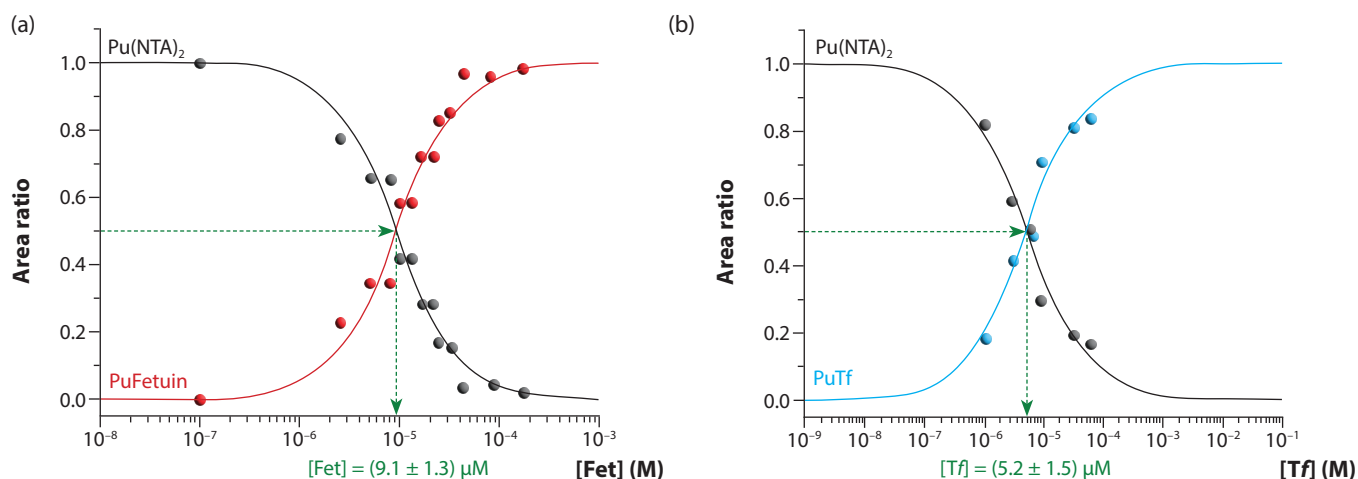 (a)
Pu(NTA)₂
1.0
0.8
0.6
0.4
0.2
0.0
Area ratio
PuFetuin
10⁻⁸
10⁻⁷
10⁻⁶
10⁻⁵
10⁻⁴
10⁻³
[Fet] = (9.1 ± 1.3) μM
[Fet] (M)
(b)
Pu(NTA)₂
1.0
0.8
0.6
0.4
0.2
0.0
Area ratio
PuTf
10⁻⁹
10⁻⁸
10⁻⁷
10⁻⁶
10⁻⁵
10⁻⁴
10⁻³
10⁻²
10⁻¹
[Tf] = (5.2 ± 1.5) μM
[Tf] (M)